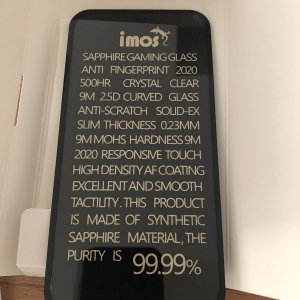 imos
SAPPHIRE GAMING GLASS
ANTI FINGERPRINT 2020
500HR CRYSTAL CLEAR
9M 2.5D CURVED GLASS
ANTI-SCRATCH SOLID-EX
SLIM THICKNESS 0.23MM
9M MOHS HARDNESS 9M
2020 RESPONSIVE TOUCH
HIGH DENSITY AF COATING
EXCELLENT AND SMOOTH
TACTILITY. THIS PRODUCT
IS MADE OF SYNTHETIC
SAPPHIRE MATERIAL, THE
PURITY IS 99.99%